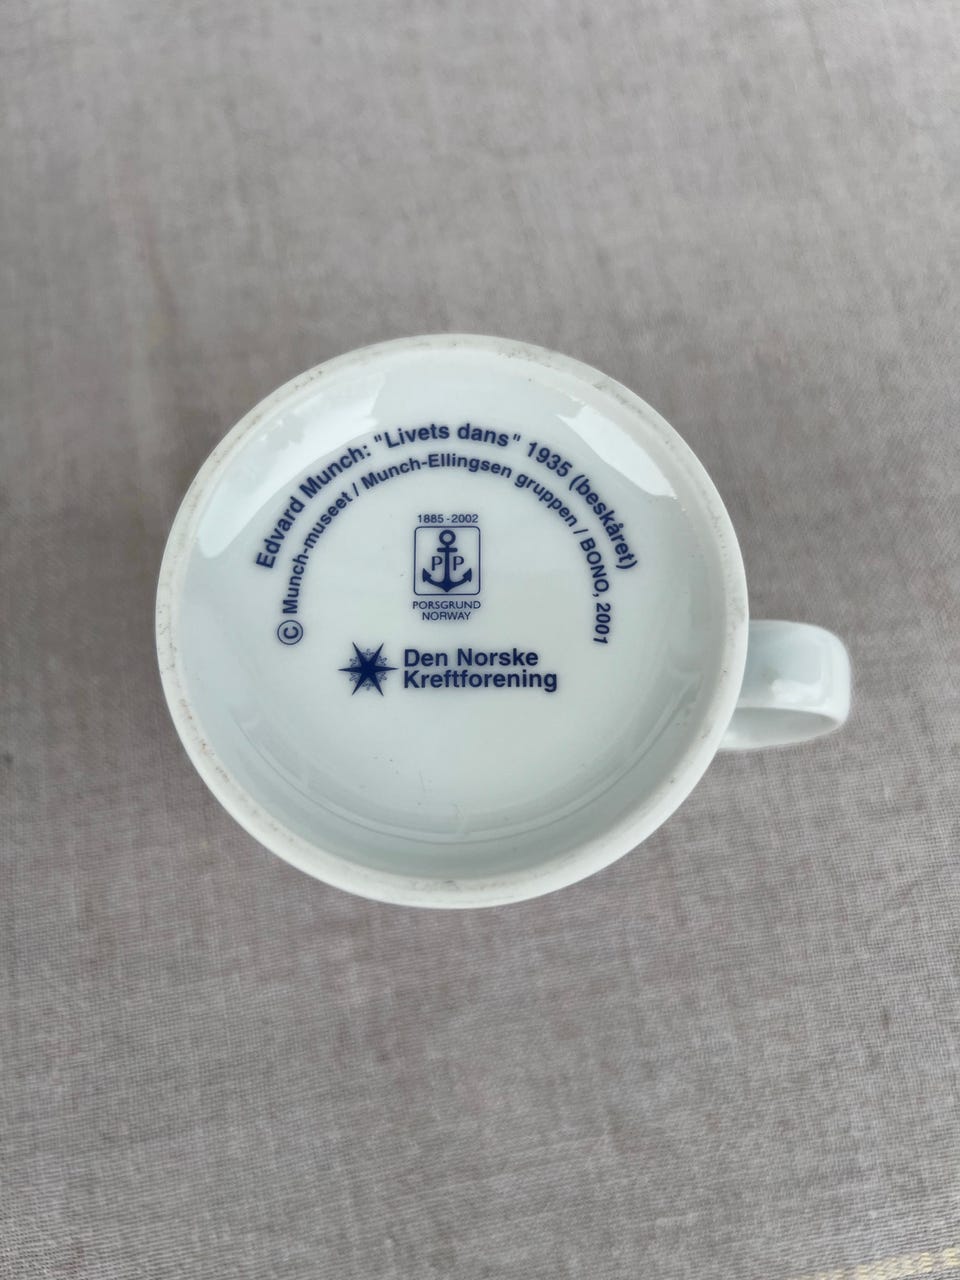 Edvard Munch: "Livets dans" 1935 (beskåret)
© Munch-museet / Munch-Ellingsen gruppen / BONO, 2001
1885 - 2002
P P
PORSGRUND
NORWAY
Den Norske
Kreftforening